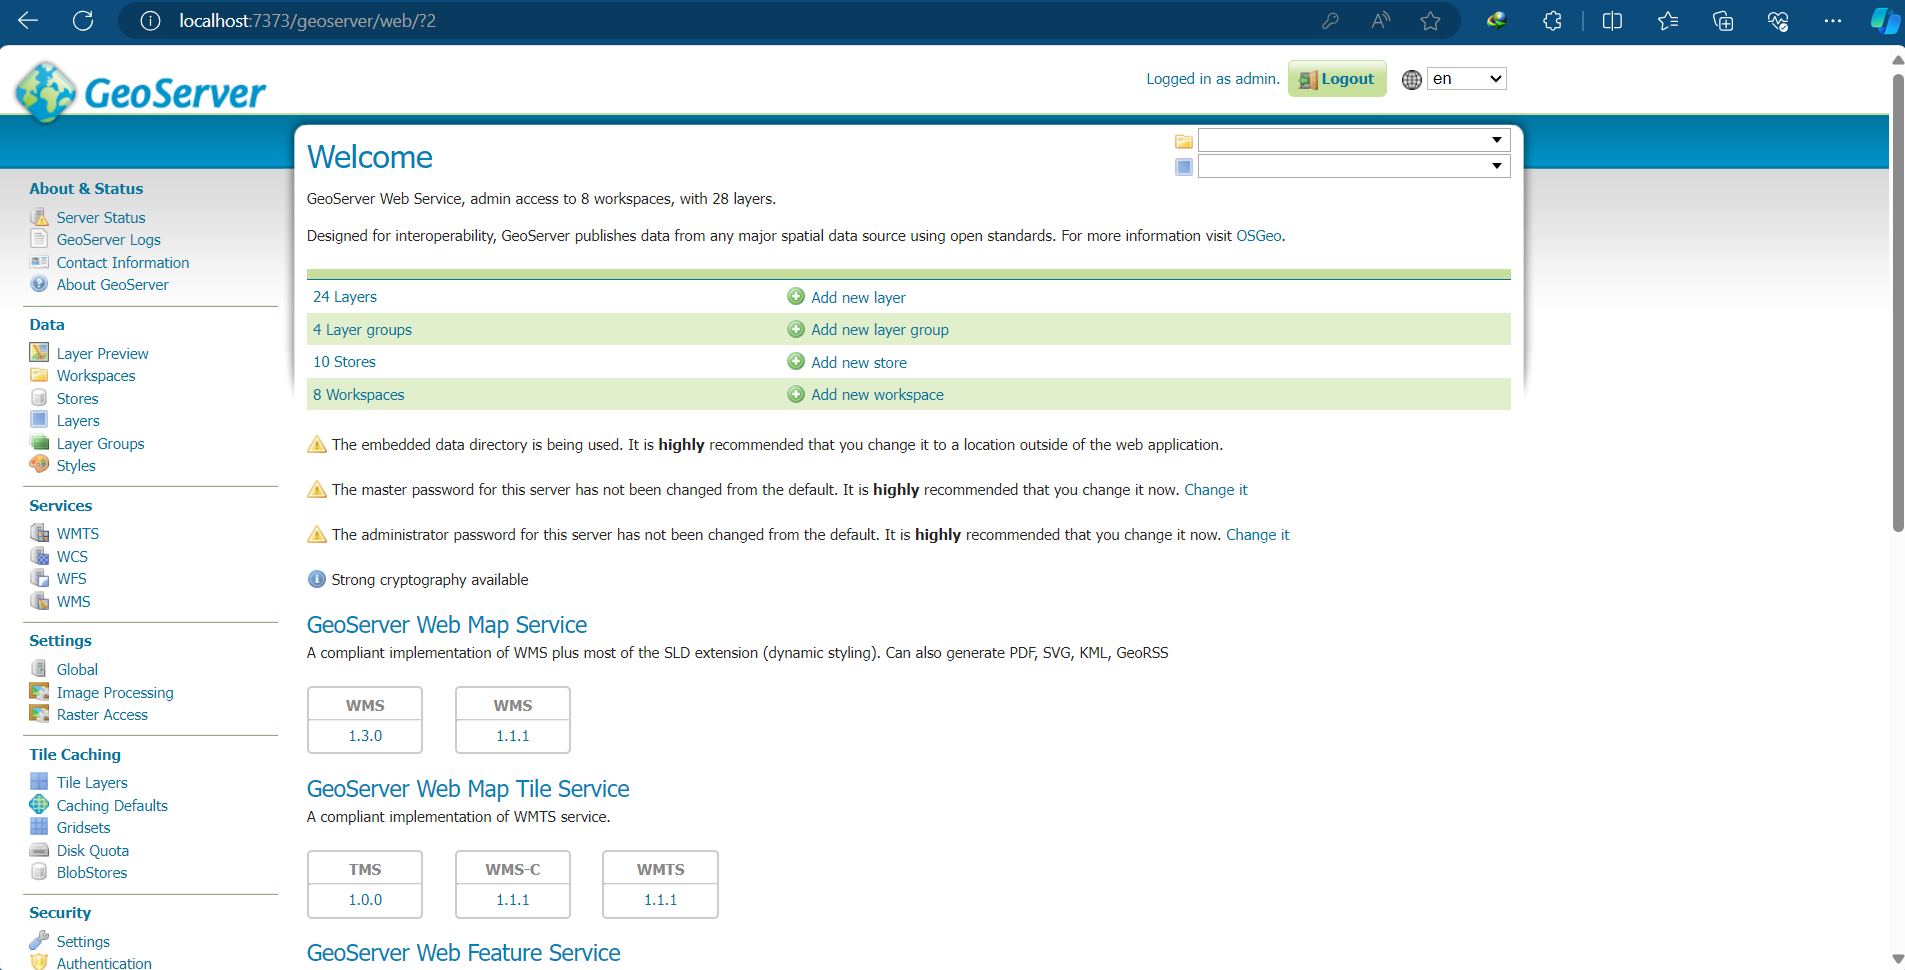 localhost:7373/geoserver/web/?2
GeoServer
Logged in as admin.
Logout
en
Welcome
GeoServer Web Service, admin access to 8 workspaces, with 28 layers.
Designed for interoperability, GeoServer publishes data from any major spatial data source using open standards. For more information visit OSGeo.
24 Layers
Add new layer
4 Layer groups
Add new layer group
10 Stores
Add new store
8 Workspaces
Add new workspace
The embedded data directory is being used. It is highly recommended that you change it to a location outside of the web application.
The master password for this server has not been changed from the default. It is highly recommended that you change it now. Change it
The administrator password for this server has not been changed from the default. It is highly recommended that you change it now. Change it
Strong cryptography available
GeoServer Web Map Service
A compliant implementation of WMS plus most of the SLD extension (dynamic styling). Can also generate PDF, SVG, KML, GeoRSS
WMS
1.3.0
WMS
1.1.1
GeoServer Web Map Tile Service
A compliant implementation of WMTS service.
TMS
1.0.0
WMS-C
1.1.1
WMTS
1.1.1
GeoServer Web Feature Service
About & Status
Server Status
GeoServer Logs
Contact Information
About GeoServer
Data
Layer Preview
Workspaces
Stores
Layers
Layer Groups
Styles
Services
WMTS
WCS
WFS
WMS
Settings
Global
Image Processing
Raster Access
Tile Caching
Tile Layers
Caching Defaults
Gridsets
Disk Quota
BlobStores
Security
Settings
Authentication